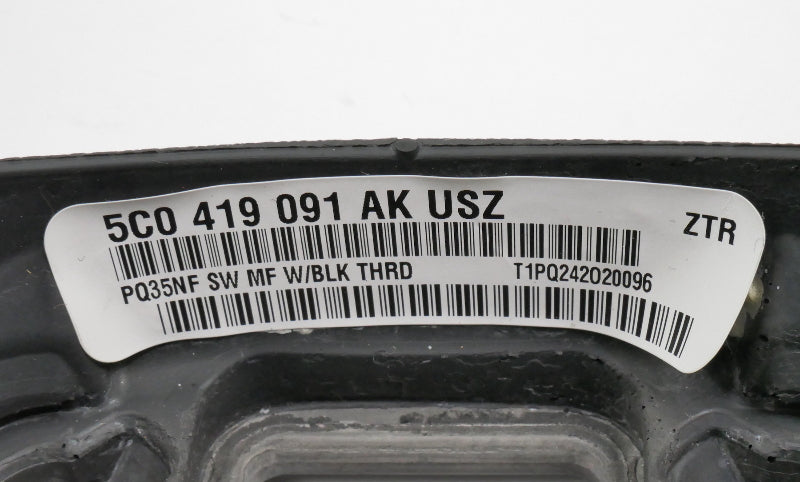 5C0 419 091 AK USZ
ZTR
PQ35NF SW MF W/BLK THRD T1PQ242020096